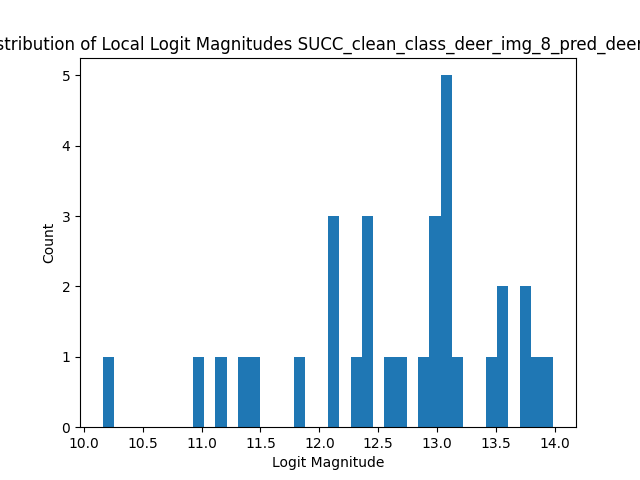 stribution of Local Logit Magnitudes SUCC_clean_class_deer_img_8_pred_deer
5
4
3
2
1
0
Count
10.0 10.5 11.0 11.5 12.0 12.5 13.0 13.5 14.0
Logit Magnitude